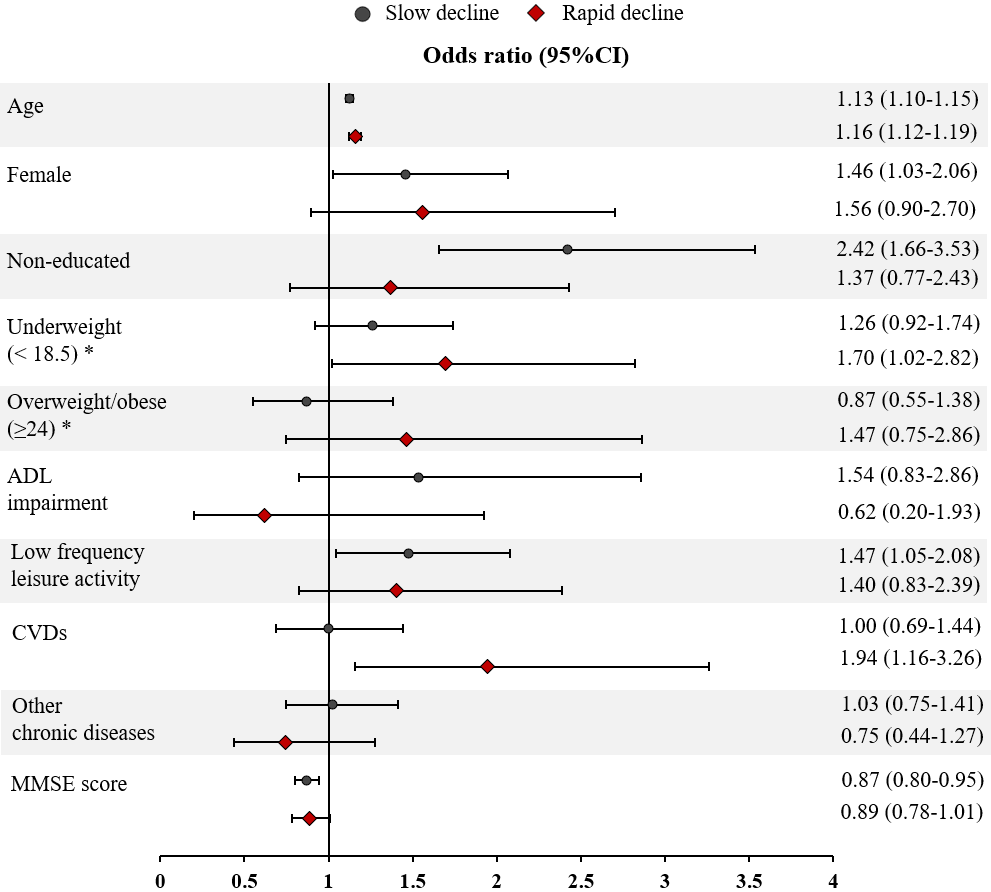 Slow decline Rapid decline
Odds ratio (95%CI)
Age
1.13 (1.10-1.15)
1.16 (1.12-1.19)
Female
1.46 (1.03-2.06)
1.56 (0.90-2.70)
Non-educated
2.42 (1.66-3.53)
1.37 (0.77-2.43)
Underweight
(< 18.5) *
1.26 (0.92-1.74)
1.70 (1.02-2.82)
Overweight/obese
(≥24) *
0.87 (0.55-1.38)
1.47 (0.75-2.86)
ADL
impairment
1.54 (0.83-2.86)
0.62 (0.20-1.93)
Low frequency
leisure activity
1.47 (1.05-2.08)
1.40 (0.83-2.39)
CVDs
1.00 (0.69-1.44)
1.94 (1.16-3.26)
Other
chronic diseases
1.03 (0.75-1.41)
0.75 (0.44-1.27)
MMSE score
0.87 (0.80-0.95)
0.89 (0.78-1.01)
0 0.5 1 1.5 2 2.5 3 3.5 4